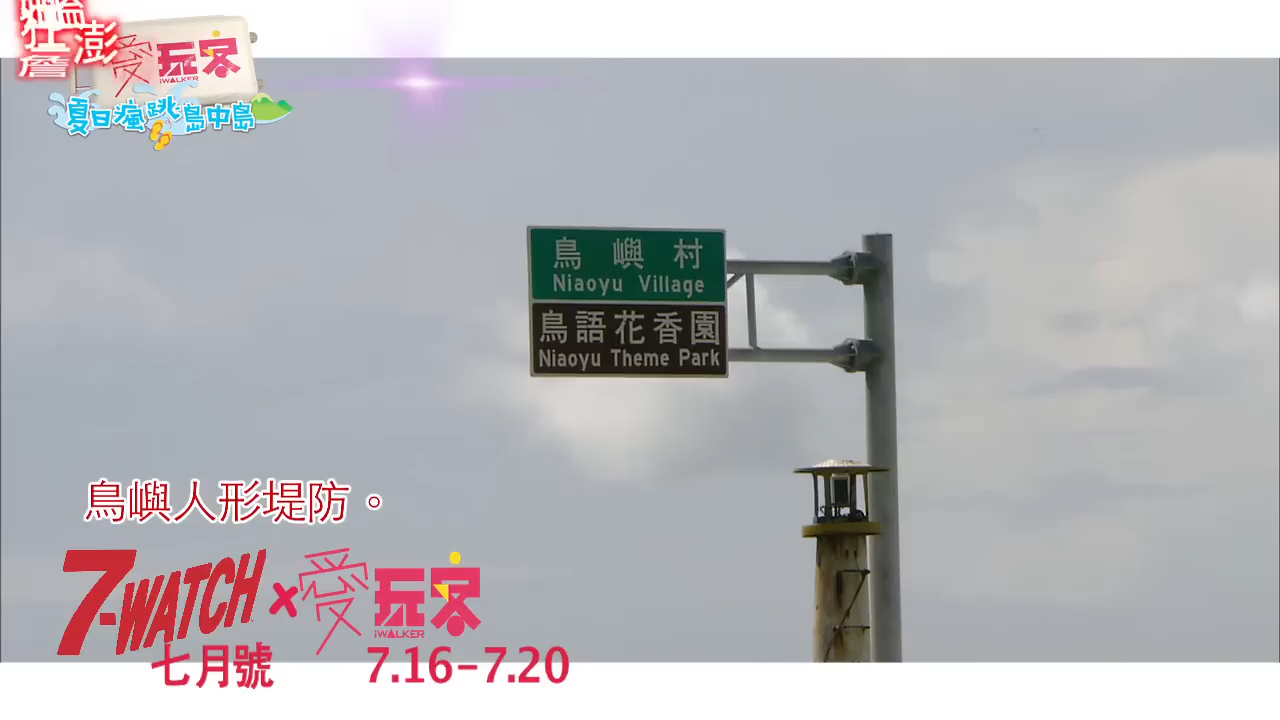 澎
愛玩客
iWALKER
夏日瘋跳島中島
鳥嶼村
Niaoyu Village
鳥語花香園
Niaoyu Theme Park
鳥嶼人形堤防。
7-WATCH x 愛玩客
iWALKER
七月號 7.16-7.20